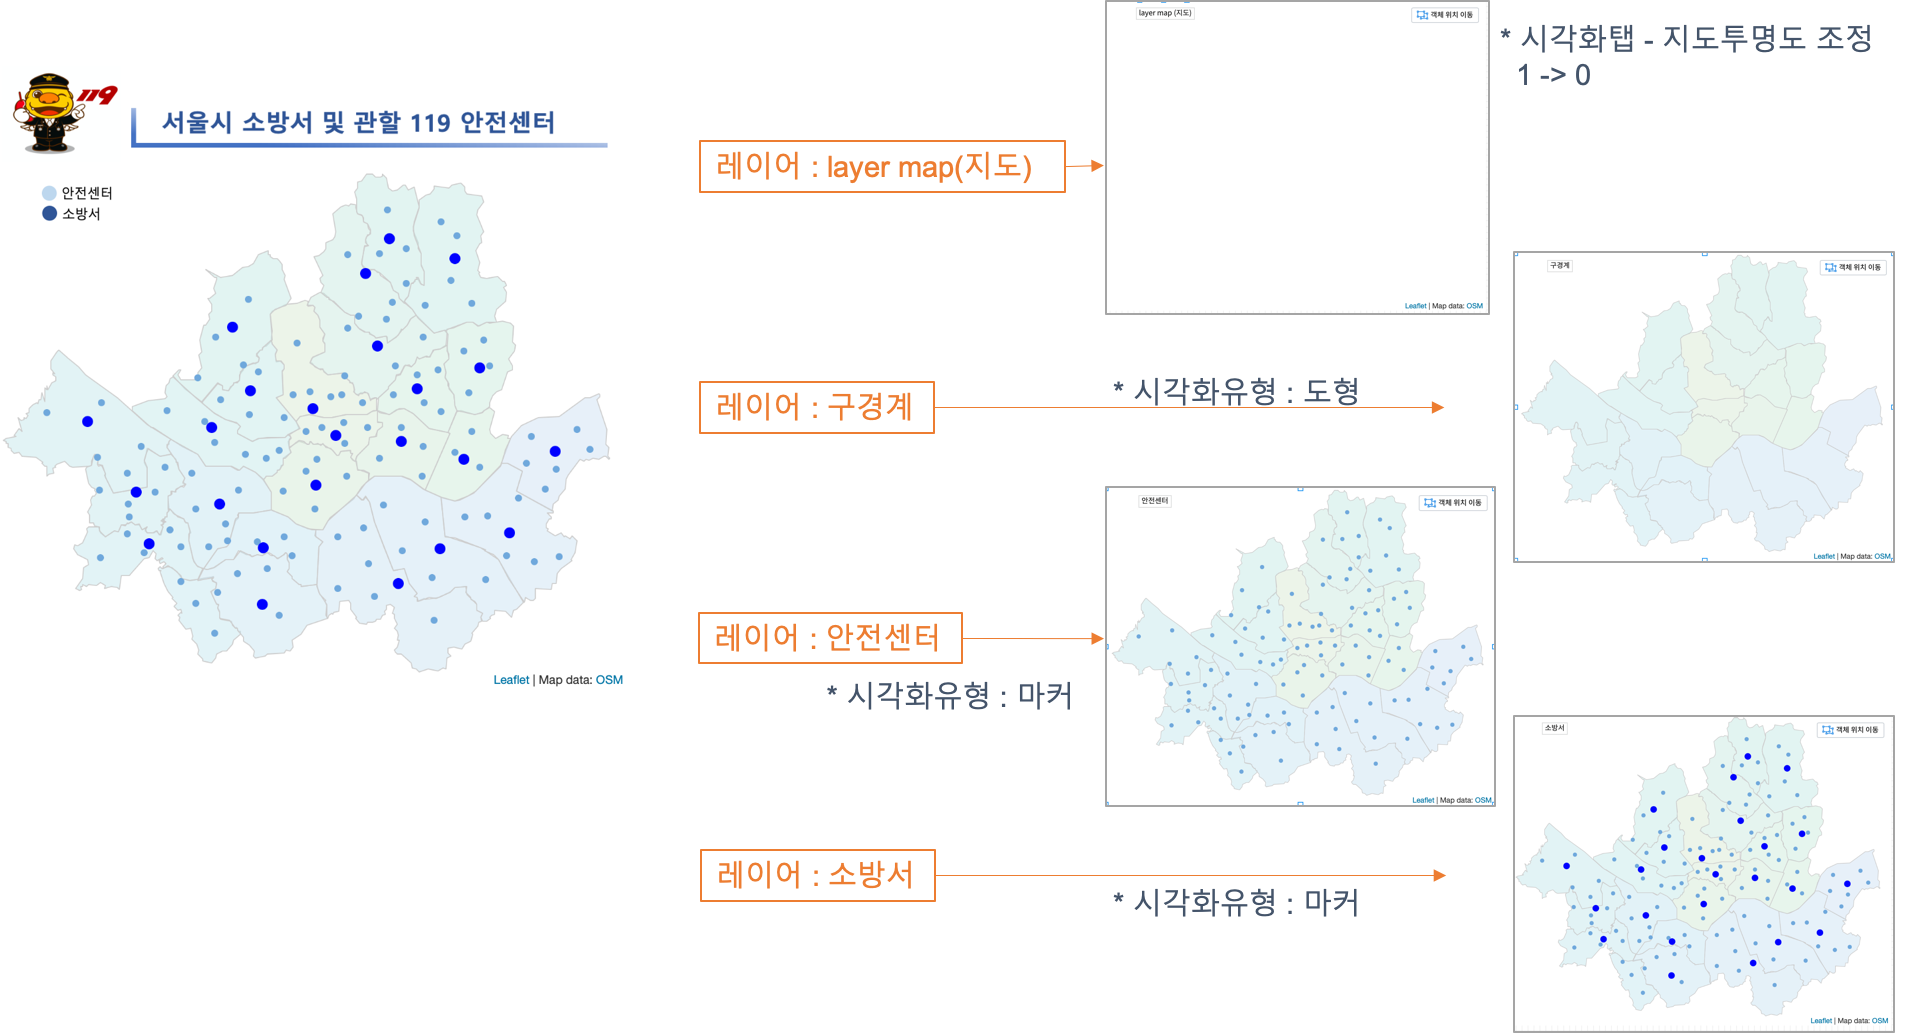 119
서울시 소방서 및 관할 119 안전센터
안전센터
소방서
Leaflet | Map data: OSM
레이어 : layer map(지도)
layer map (지도)
객체 위치 이동
Leaflet | Map data: OSM
* 시각화탭 - 지도투명도 조정
1 -> 0
레이어 : 구경계
* 시각화유형 : 도형
구경계
객체 위치 이동
Leaflet | Map data: OSM
레이어 : 안전센터
* 시각화유형 : 마커
안전센터
객체 위치 이동
Leaflet | Map data: OSM
레이어 : 소방서
* 시각화유형 : 마커
소방서
객체 위치 이동
Leaflet | Map data: OSM